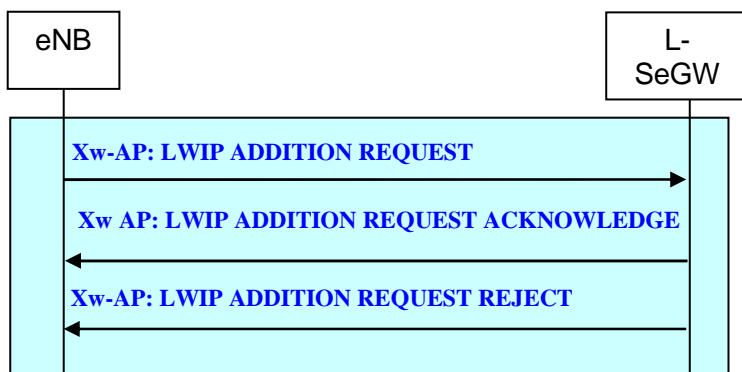 eNB
L-
SeGW
Xw-AP: LWIP ADDITION REQUEST
Xw AP: LWIP ADDITION REQUEST ACKNOWLEDGE
Xw-AP: LWIP ADDITION REQUEST REJECT